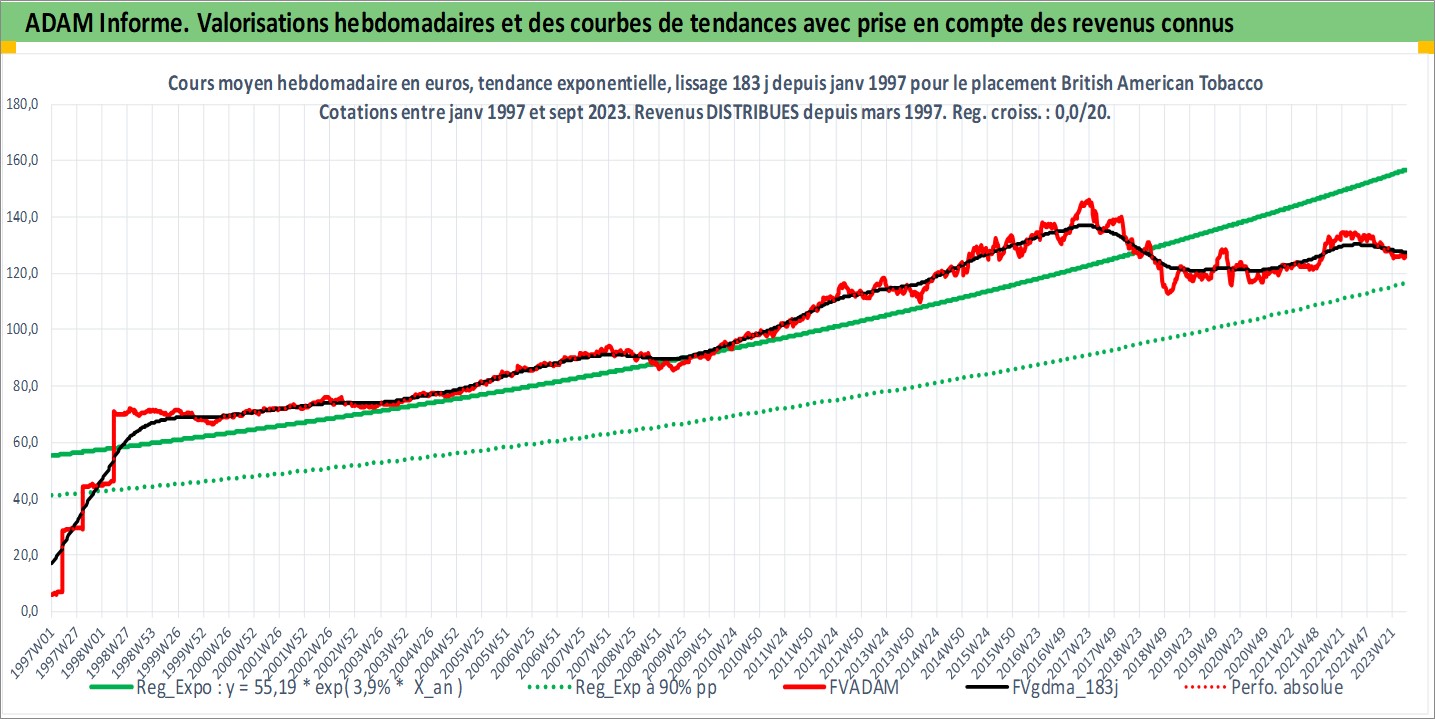 ADAM Informe. Valorisations hebdomadaires et des courbes de tendances avec prise en compte des revenus connus
Cours moyen hebdomadaire en euros, tendance exponentielle, lissage 183 j depuis janv 1997 pour le placement British American Tobacco
Cotations entre janv 1997 et sept 2023. Revenus DISTRIBUES depuis mars 1997. Reg. croiss. : 0,0/20.
180,0
160,0
140,0
120,0
100,0
80,0
60,0
40,0
20,0
0,0
1997W01 1997W27 1998W01 1998W27 1998W53 1999W26 1999W52 2000W26 2000W52 2001W26 2001W52 2002W26 2002W52 2003W26 2003W52 2004W26 2004W52 2005W25 2005W51 2006W25 2006W51 2007W25 2007W51 2008W25 2008W51 2009W25 2009W51 2010W24 2010W50 2011W24 2011W50 2012W24 2012W50 2013W24 2013W50 2014W24 2014W50 2015W24 2015W50 2016W23 2016W49 2017W23 2017W49 2018W23 2018W49 2019W23 2019W49 2020W23 2020W49 2021W22 2021W48 2022W21 2022W47 2023W21
Reg_Expo : y = 55,19 * exp( 3,9% * X_an ) Reg_Exp à 90% pp FVADAM FVgdma_183j Perfo. absolue